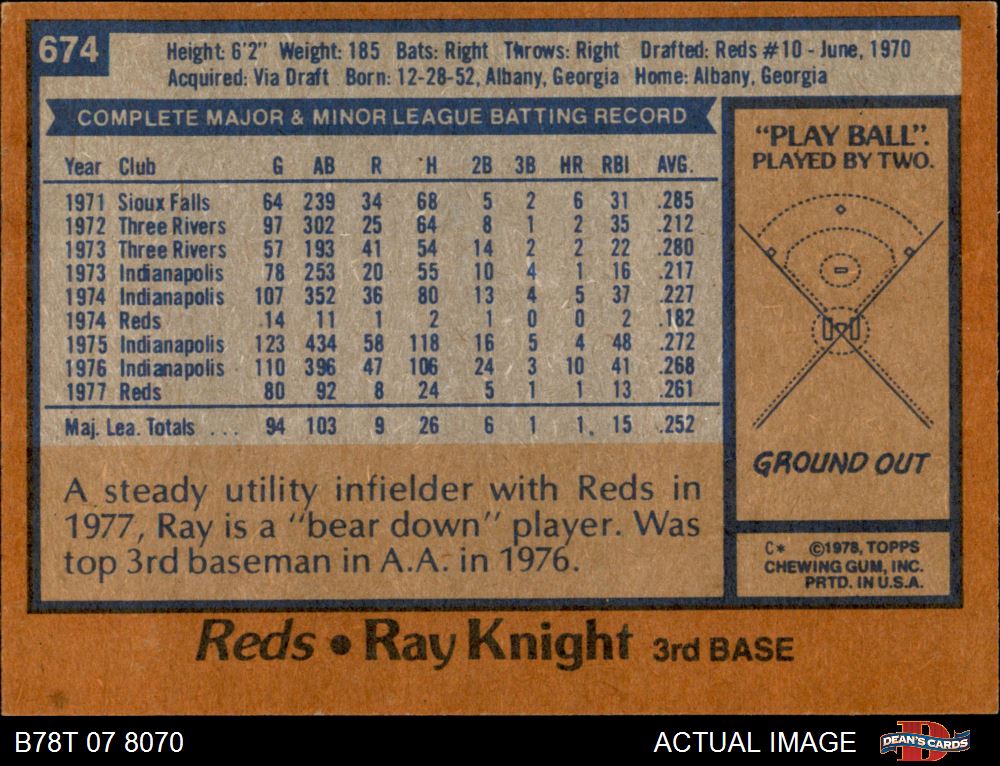 674
Height: 6'2" Weight: 185 Bats: Right Throws: Right Drafted: Reds #10 - June, 1970
Acquired: Via Draft Born: 12-28-52, Albany, Georgia Home: Albany, Georgia
COMPLETE MAJOR & MINOR LEAGUE BATTING RECORD
Year Club G AB R H 2B 3B HR RBI AVG.
1971 Sioux Falls 64 239 34 68 5 2 6 31 .285
1972 Three Rivers 97 302 25 64 8 1 2 35 .212
1973 Three Rivers 57 193 41 54 14 2 2 22 .280
1973 Indianapolis 78 253 20 55 10 4 1 16 .217
1974 Indianapolis 107 352 36 80 13 4 5 37 .227
1974 Reds 14 11 1 2 1 0 0 2 .182
1975 Indianapolis 123 434 58 118 16 5 4 48 .272
1976 Indianapolis 110 396 47 106 24 3 10 41 .268
1977 Reds 80 92 8 24 5 1 1 13 .261
Maj. Lea. Totals ... 94 103 9 26 6 1 1 15 .252
A steady utility infielder with Reds in
1977, Ray is a "bear down" player. Was
top 3rd baseman in A.A. in 1976.
"PLAY BALL".
PLAYED BY TWO.
GROUND OUT
C* ©1978, TOPPS
CHEWING GUM, INC.
PRTD. IN U.S.A.
Reds • Ray Knight 3rd BASE
B78T 07 8070
ACTUAL IMAGE
DEAN'S CARDS